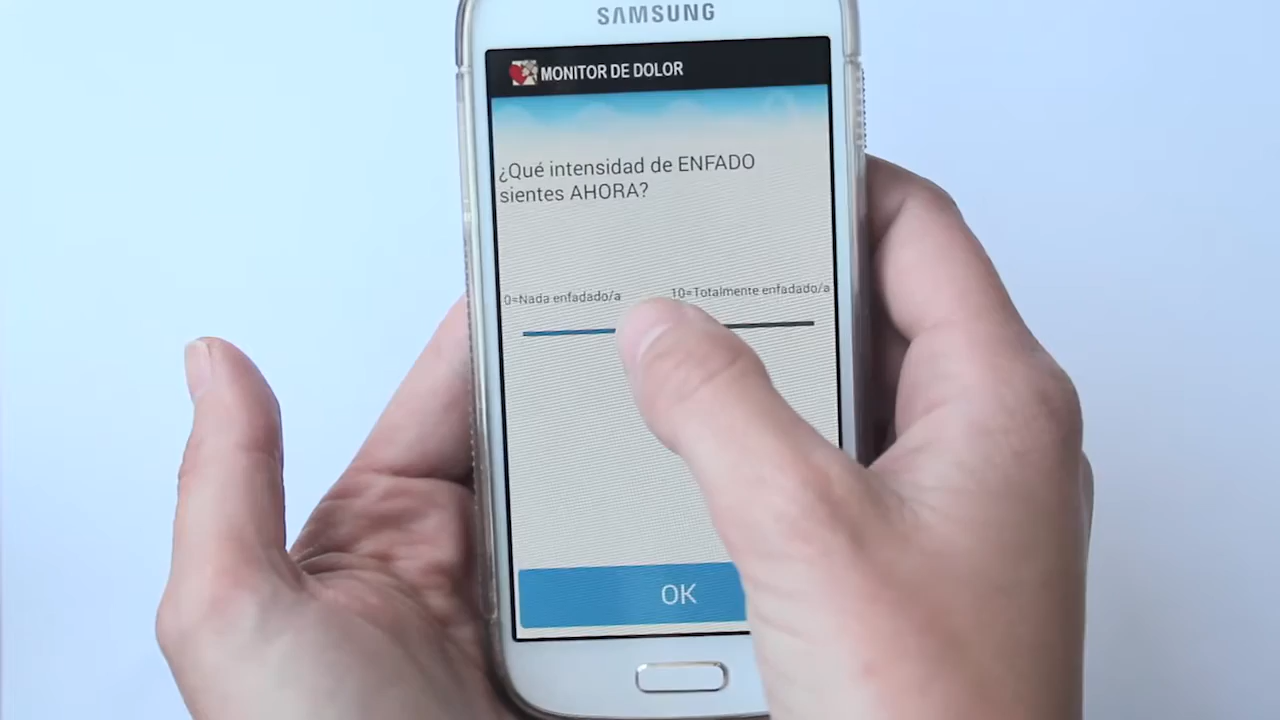 SAMSUNG
MONITOR DE DOLOR
¿Qué intensidad de ENFADO
sientes AHORA?
0=Nada enfadado/a 10=Totalmente enfadado/a
OK